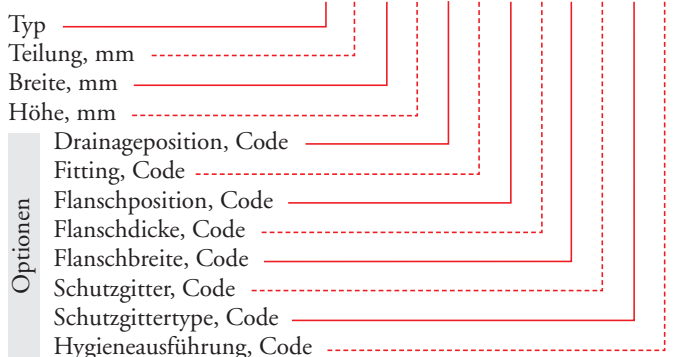 Typ
Teilung, mm
Breite, mm
Höhe, mm
Optionen
Drainageposition, Code
Fitting, Code
Flanschposition, Code
Flanschdicke, Code
Flanschbreite, Code
Schutzgitter, Code
Schutzgittertype, Code
Hygieneausführung, Code